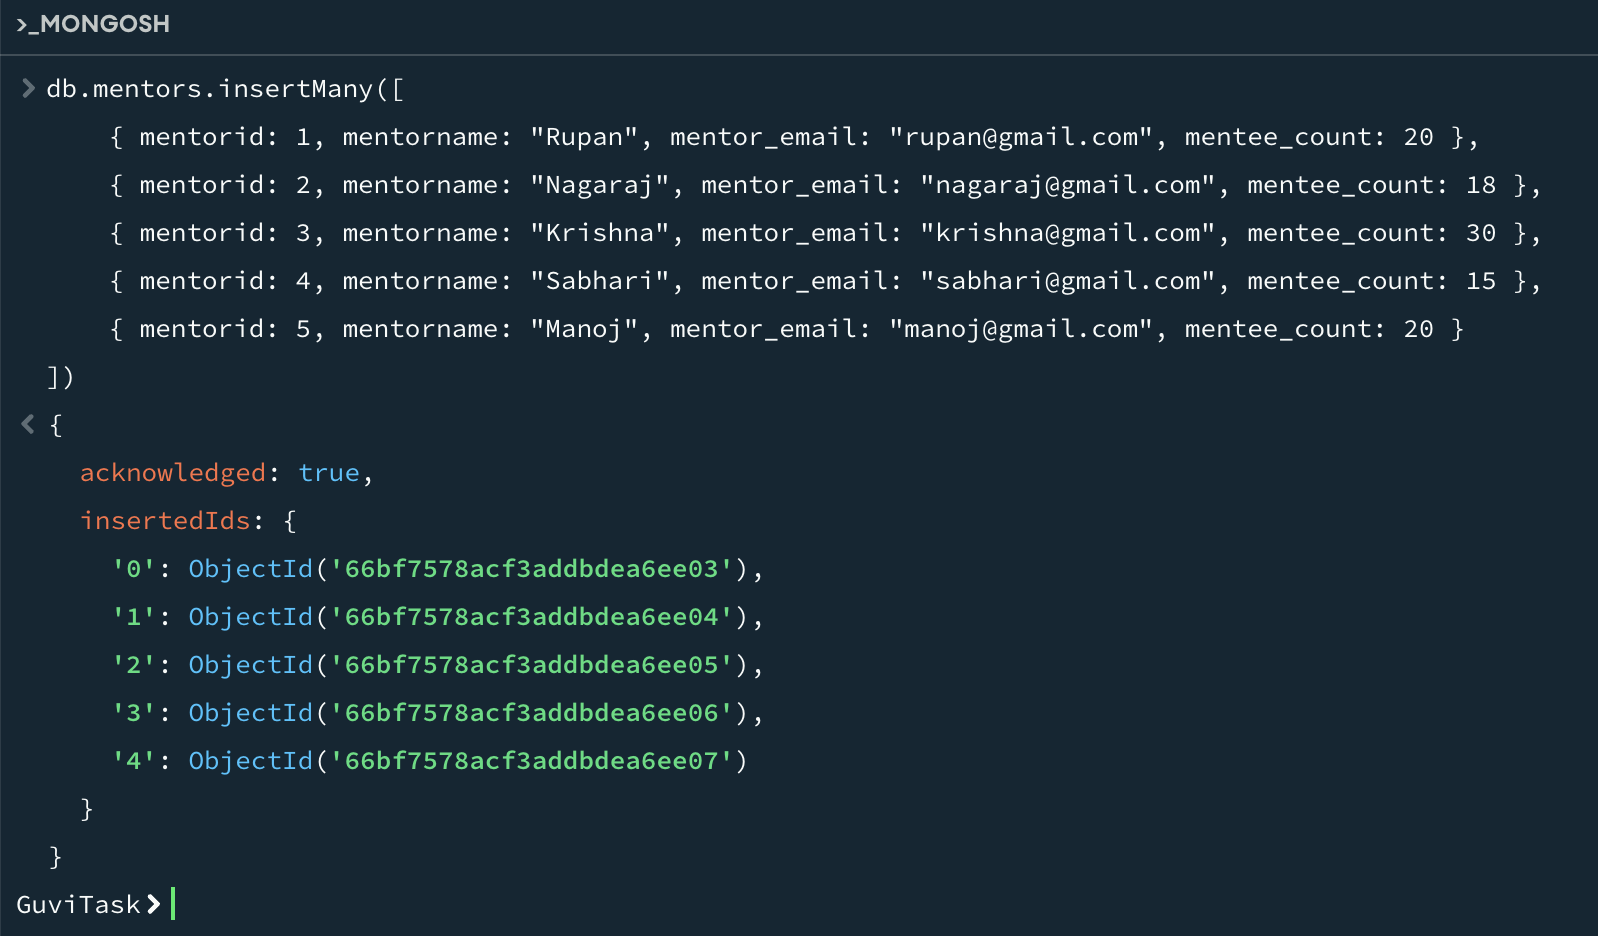 >_MONGOSH
> db.mentors.insertMany([
{ mentorid: 1, mentorname: "Rupan", mentor_email: "rupan@gmail.com", mentee_count: 20 },
{ mentorid: 2, mentorname: "Nagaraj", mentor_email: "nagaraj@gmail.com", mentee_count: 18 },
{ mentorid: 3, mentorname: "Krishna", mentor_email: "krishna@gmail.com", mentee_count: 30 },
{ mentorid: 4, mentorname: "Sabhari", mentor_email: "sabhari@gmail.com", mentee_count: 15 },
{ mentorid: 5, mentorname: "Manoj", mentor_email: "manoj@gmail.com", mentee_count: 20 }
])
< {
acknowledged: true,
insertedIds: {
'0': ObjectId('66bf7578acf3addbdea6ee03'),
'1': ObjectId('66bf7578acf3addbdea6ee04'),
'2': ObjectId('66bf7578acf3addbdea6ee05'),
'3': ObjectId('66bf7578acf3addbdea6ee06'),
'4': ObjectId('66bf7578acf3addbdea6ee07')
}
}
GuviTask>